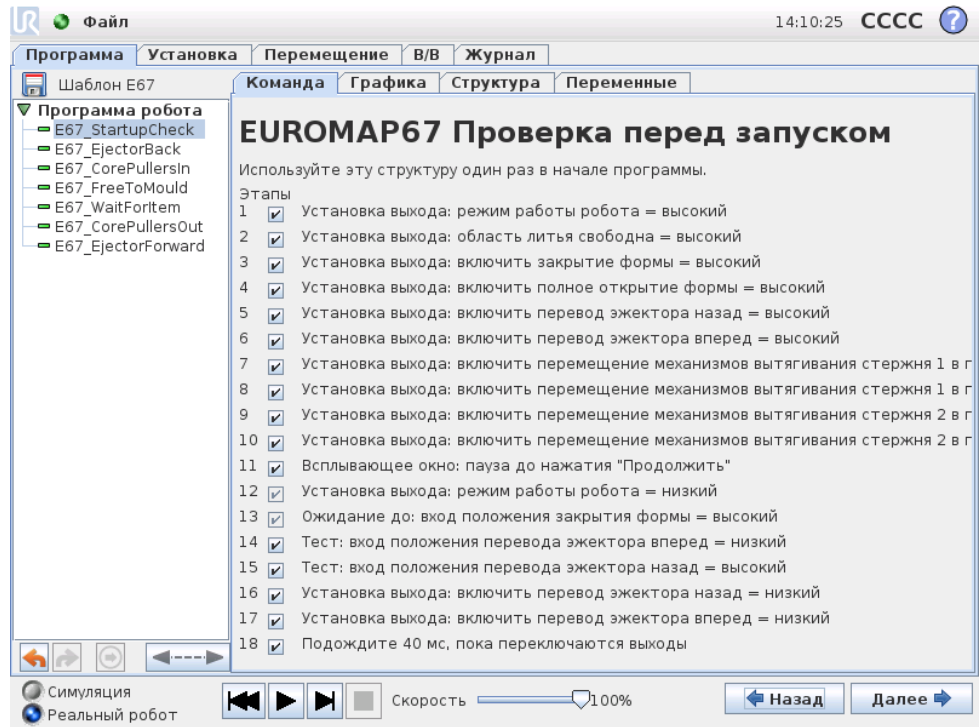 UR Файл 14:10:25 CCCC ?
Программа Установка Перемещение В/В Журнал
Шаблон E67
Команда Графика Структура Переменные
Программа робота
E67_StartupCheck
E67_EjectorBack
E67_CorePullersIn
E67_FreeToMould
E67_WaitForItem
E67_CorePullersOut
E67_EjectorForward
EUROMAP67 Проверка перед запуском
Используйте эту структуру один раз в начале программы.
Этапы
1 Установка выхода: режим работы робота = высокий
2 Установка выхода: область литья свободна = высокий
3 Установка выхода: включить закрытие формы = высокий
4 Установка выхода: включить полное открытие формы = высокий
5 Установка выхода: включить перевод эжектора назад = высокий
6 Установка выхода: включить перевод эжектора вперед = высокий
7 Установка выхода: включить перемещение механизмов вытягивания стержня 1 в
8 Установка выхода: включить перемещение механизмов вытягивания стержня 1 в
9 Установка выхода: включить перемещение механизмов вытягивания стержня 2 в
10 Установка выхода: включить перемещение механизмов вытягивания стержня 2 в
11 Всплывающее окно: пауза до нажатия "Продолжить"
12 Установка выхода: режим работы робота = низкий
13 Ожидание до: вход положения закрытия формы = высокий
14 Тест: вход положения перевода эжектора вперед = низкий
15 Тест: вход положения перевода эжектора назад = высокий
16 Установка выхода: включить перевод эжектора назад = низкий
17 Установка выхода: включить перевод эжектора вперед = низкий
18 Подождите 40 мс, пока переключаются выходы
Симуляция
Реальный робот
Скорость 100%
Назад Далее